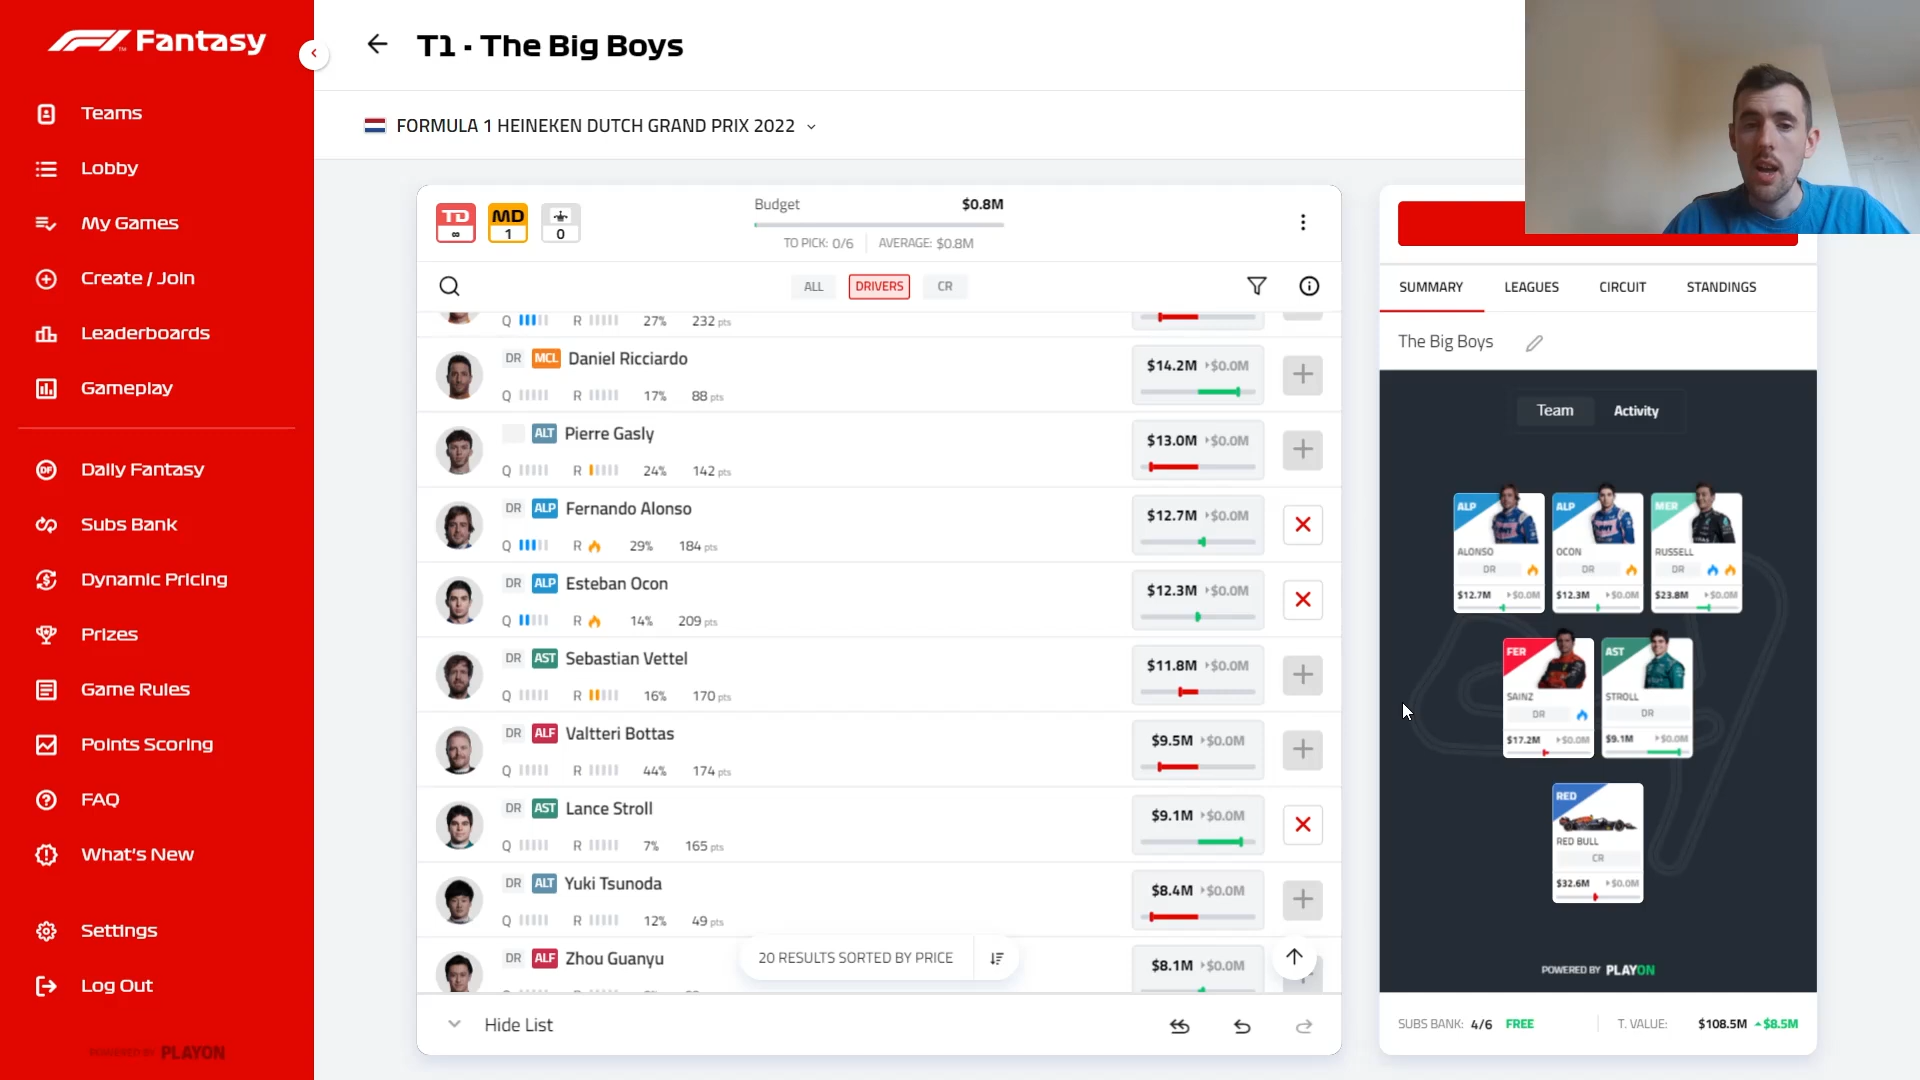 F1 Fantasy
Teams
Lobby
My Games
Create / Join
Leaderboards
Gameplay
Daily Fantasy
Subs Bank
Dynamic Pricing
Prizes
Game Rules
Points Scoring
FAQ
What's New
Settings
Log Out
POWERED BY PLAYON
T1 · The Big Boys
FORMULA 1 HEINEKEN DUTCH GRAND PRIX 2022
TD ∞ MD 1 0
Budget $0.8M
TO PICK: 0/6 AVERAGE: $0.8M
ALL DRIVERS CR
Q R 27% 232 pts
DR MCL Daniel Ricciardo $14.2M $0.0M
Q R 17% 88 pts
ALT Pierre Gasly $13.0M $0.0M
Q R 24% 142 pts
DR ALP Fernando Alonso $12.7M $0.0M
Q R 29% 184 pts
DR ALP Esteban Ocon $12.3M $0.0M
Q R 14% 209 pts
DR AST Sebastian Vettel $11.8M $0.0M
Q R 16% 170 pts
DR ALF Valtteri Bottas $9.5M $0.0M
Q R 44% 174 pts
DR AST Lance Stroll $9.1M $0.0M
Q R 7% 165 pts
DR ALT Yuki Tsunoda $8.4M $0.0M
Q R 12% 49 pts
DR ALF Zhou Guanyu $8.1M $0.0M
20 RESULTS SORTED BY PRICE
Hide List
SUMMARY LEAGUES CIRCUIT STANDINGS
The Big Boys
Team Activity
ALP ALP MER
ALONSO OCON RUSSELL
DR DR DR
$12.7M $0.0M $12.3M $0.0M $23.8M $0.0M
FER AST
SAINZ STROLL
DR DR
$17.2M $0.0M $9.1M $0.0M
RED
RED BULL
CR
$32.6M $0.0M
POWERED BY PLAYON
SUBS BANK: 4/6 FREE T. VALUE: $108.5M $8.5M